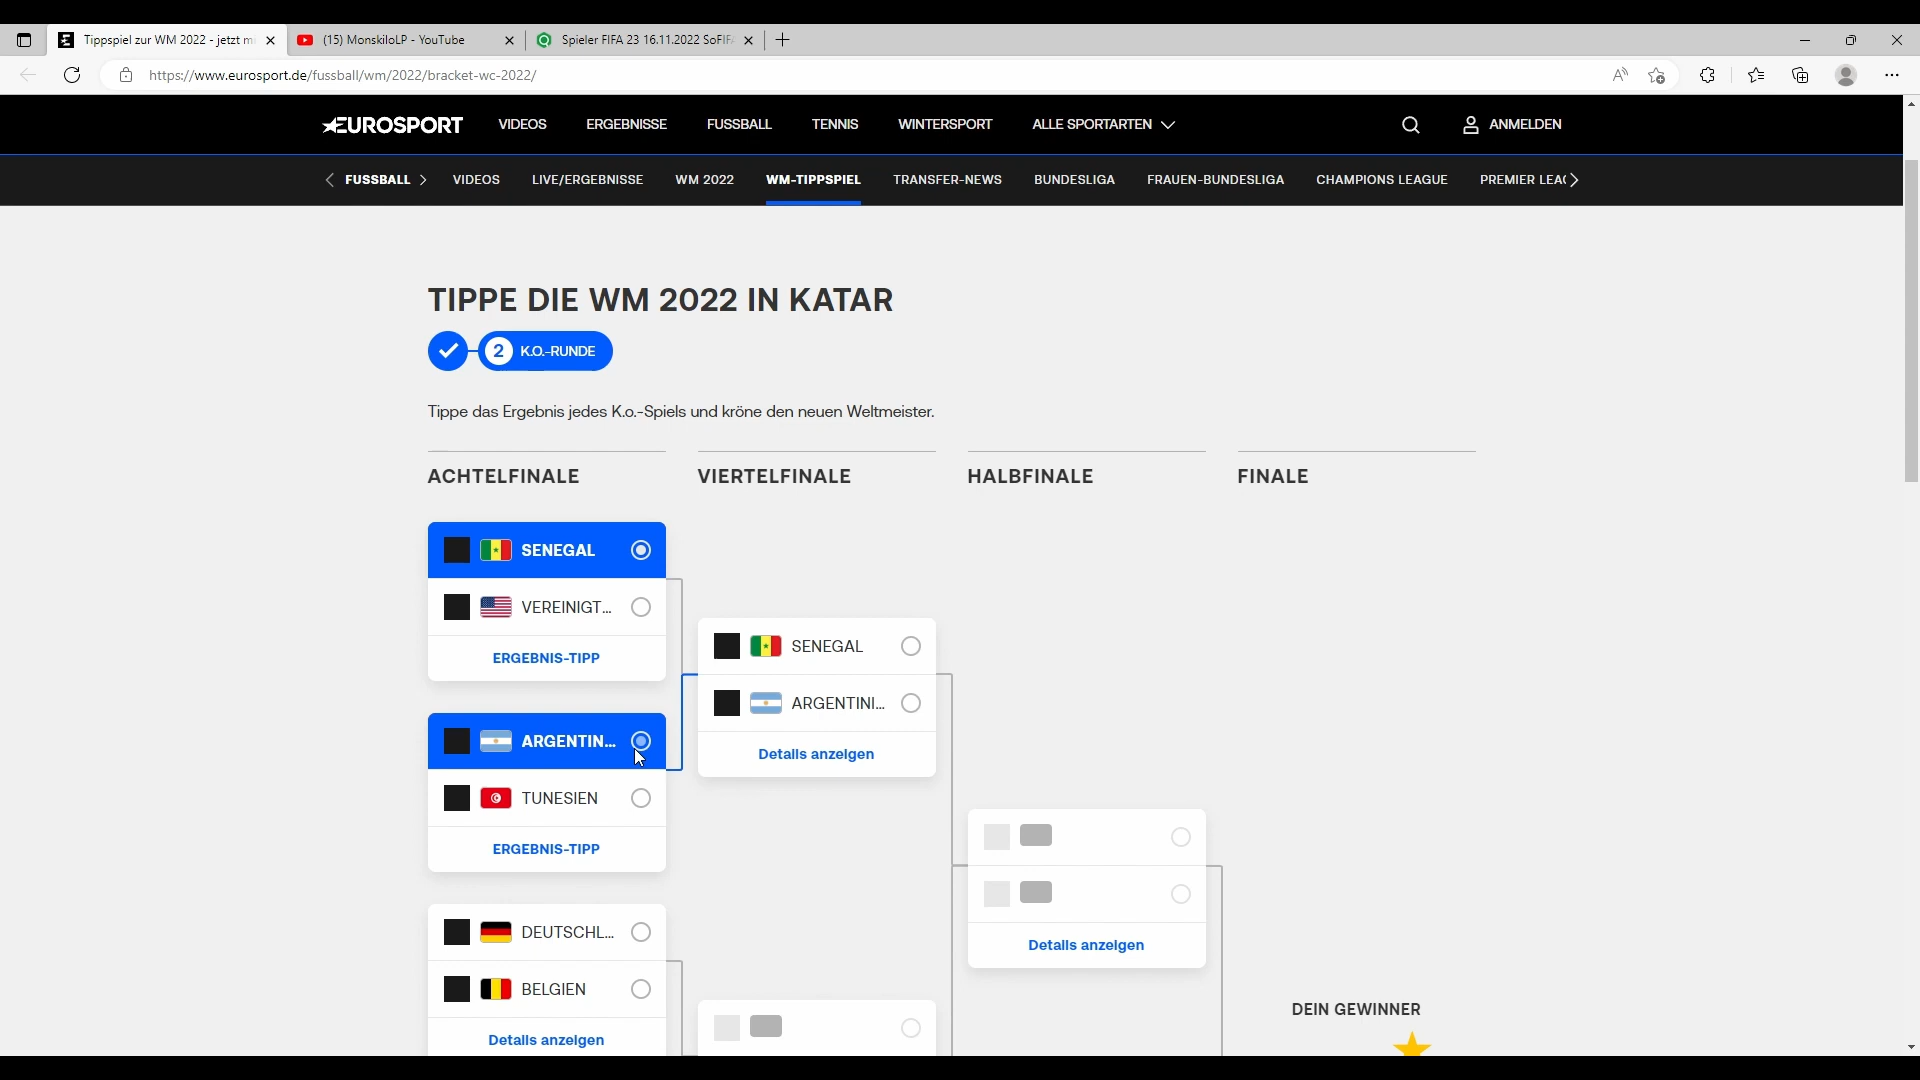 Tippspiel zur WM 2022 - jetzt m
(15) MonskiloLP - YouTube
Spieler FIFA 23 16.11.2022 SoFIF
https://www.eurosport.de/fussball/wm/2022/bracket-wc-2022/
EUROSPORT VIDEOS ERGEBNISSE FUSSBALL TENNIS WINTERSPORT ALLE SPORTARTEN ANMELDEN
FUSSBALL VIDEOS LIVE/ERGEBNISSE WM 2022 WM-TIPPSPIEL TRANSFER-NEWS BUNDESLIGA FRAUEN-BUNDESLIGA CHAMPIONS LEAGUE PREMIER LEA
TIPPE DIE WM 2022 IN KATAR
2 K.O.-RUNDE
Tippe das Ergebnis jedes K.o.-Spiels und kröne den neuen Weltmeister.
ACHTELFINALE VIERTELFINALE HALBFINALE FINALE
SENEGAL
VEREINIGT...
ERGEBNIS-TIPP
SENEGAL
ARGENTINI...
Details anzeigen
ARGENTIN...
TUNESIEN
ERGEBNIS-TIPP
Details anzeigen
DEUTSCHL...
BELGIEN
Details anzeigen
DEIN GEWINNER